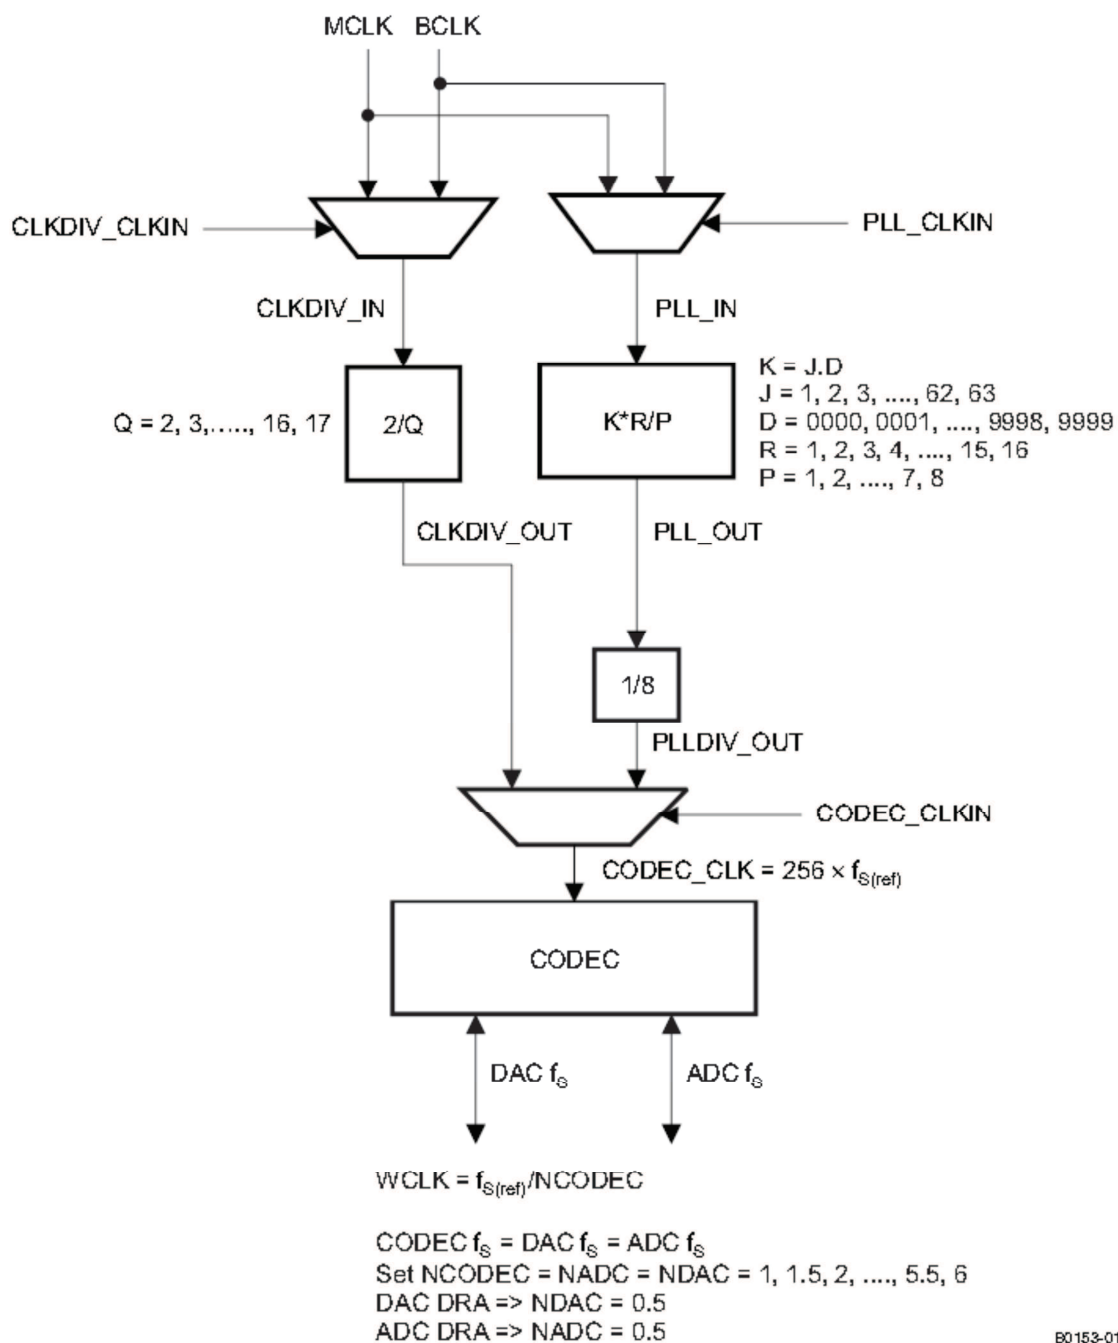 MCLK BCLK
CLKDIV_CLKIN
PLL_CLKIN
CLKDIV_IN
PLL_IN
Q = 2, 3,....., 16, 17
2/Q
K*R/P
K = J.D
J = 1, 2, 3, ...., 62, 63
D = 0000, 0001, ...., 9998, 9999
R = 1, 2, 3, 4, ...., 15, 16
P = 1, 2, ...., 7, 8
CLKDIV_OUT
PLL_OUT
1/8
PLLDIV_OUT
CODEC_CLKIN
CODEC_CLK = 256 × fS(ref)
CODEC
DAC fS
ADC fS
WCLK = fS(ref)/NCODEC
CODEC fS = DAC fS = ADC fS
Set NCODEC = NADC = NDAC = 1, 1.5, 2, ...., 5.5, 6
DAC DRA => NDAC = 0.5
ADC DRA => NADC = 0.5
B0153-01